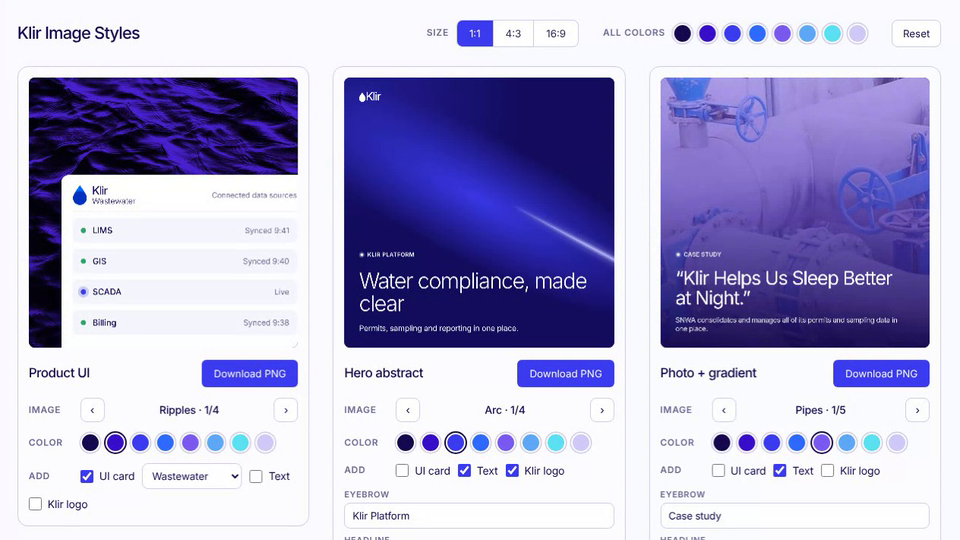 Klir Image Styles
SIZE
1:1
4:3
16:9
ALL COLORS
Reset
Klir
Wastewater
Connected data sources
LIMS
Synced 9:41
GIS
Synced 9:40
SCADA
Live
Billing
Synced 9:38
Product UI
Download PNG
IMAGE
‹
Ripples · 1/4
›
COLOR
ADD
UI card
Wastewater
Text
Klir logo
Klir
KLIR PLATFORM
Water compliance, made
clear
Permits, sampling and reporting in one place.
Hero abstract
Download PNG
IMAGE
‹
Arc · 1/4
›
COLOR
ADD
UI card
Text
Klir logo
EYEBROW
Klir Platform
HEADLINE
CASE STUDY
“Klir Helps Us Sleep Better
at Night.”
SNWA consolidates and manages all of its permits and sampling data in
one place.
Photo + gradient
Download PNG
IMAGE
‹
Pipes · 1/5
›
COLOR
ADD
UI card
Text
Klir logo
EYEBROW
Case study
HEADLINE